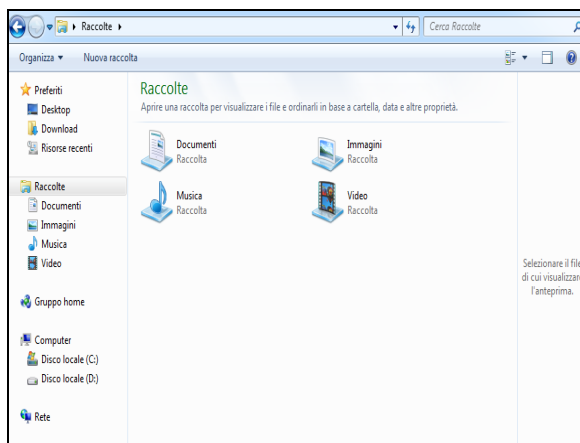 Raccolte
Cerca Raccolte
Organizza
Nuova raccolta
Preferiti
Desktop
Download
Risorse recenti
Raccolte
Documenti
Immagini
Musica
Video
Gruppo home
Computer
Disco locale (C:)
Disco locale (D:)
Rete
Raccolte
Aprire una raccolta per visualizzare i file e ordinarli in base a cartella, data e altre proprietà.
Documenti
Raccolta
Immagini
Raccolta
Musica
Raccolta
Video
Raccolta
Selezionare il file
di cui visualizzare
l'anteprima.